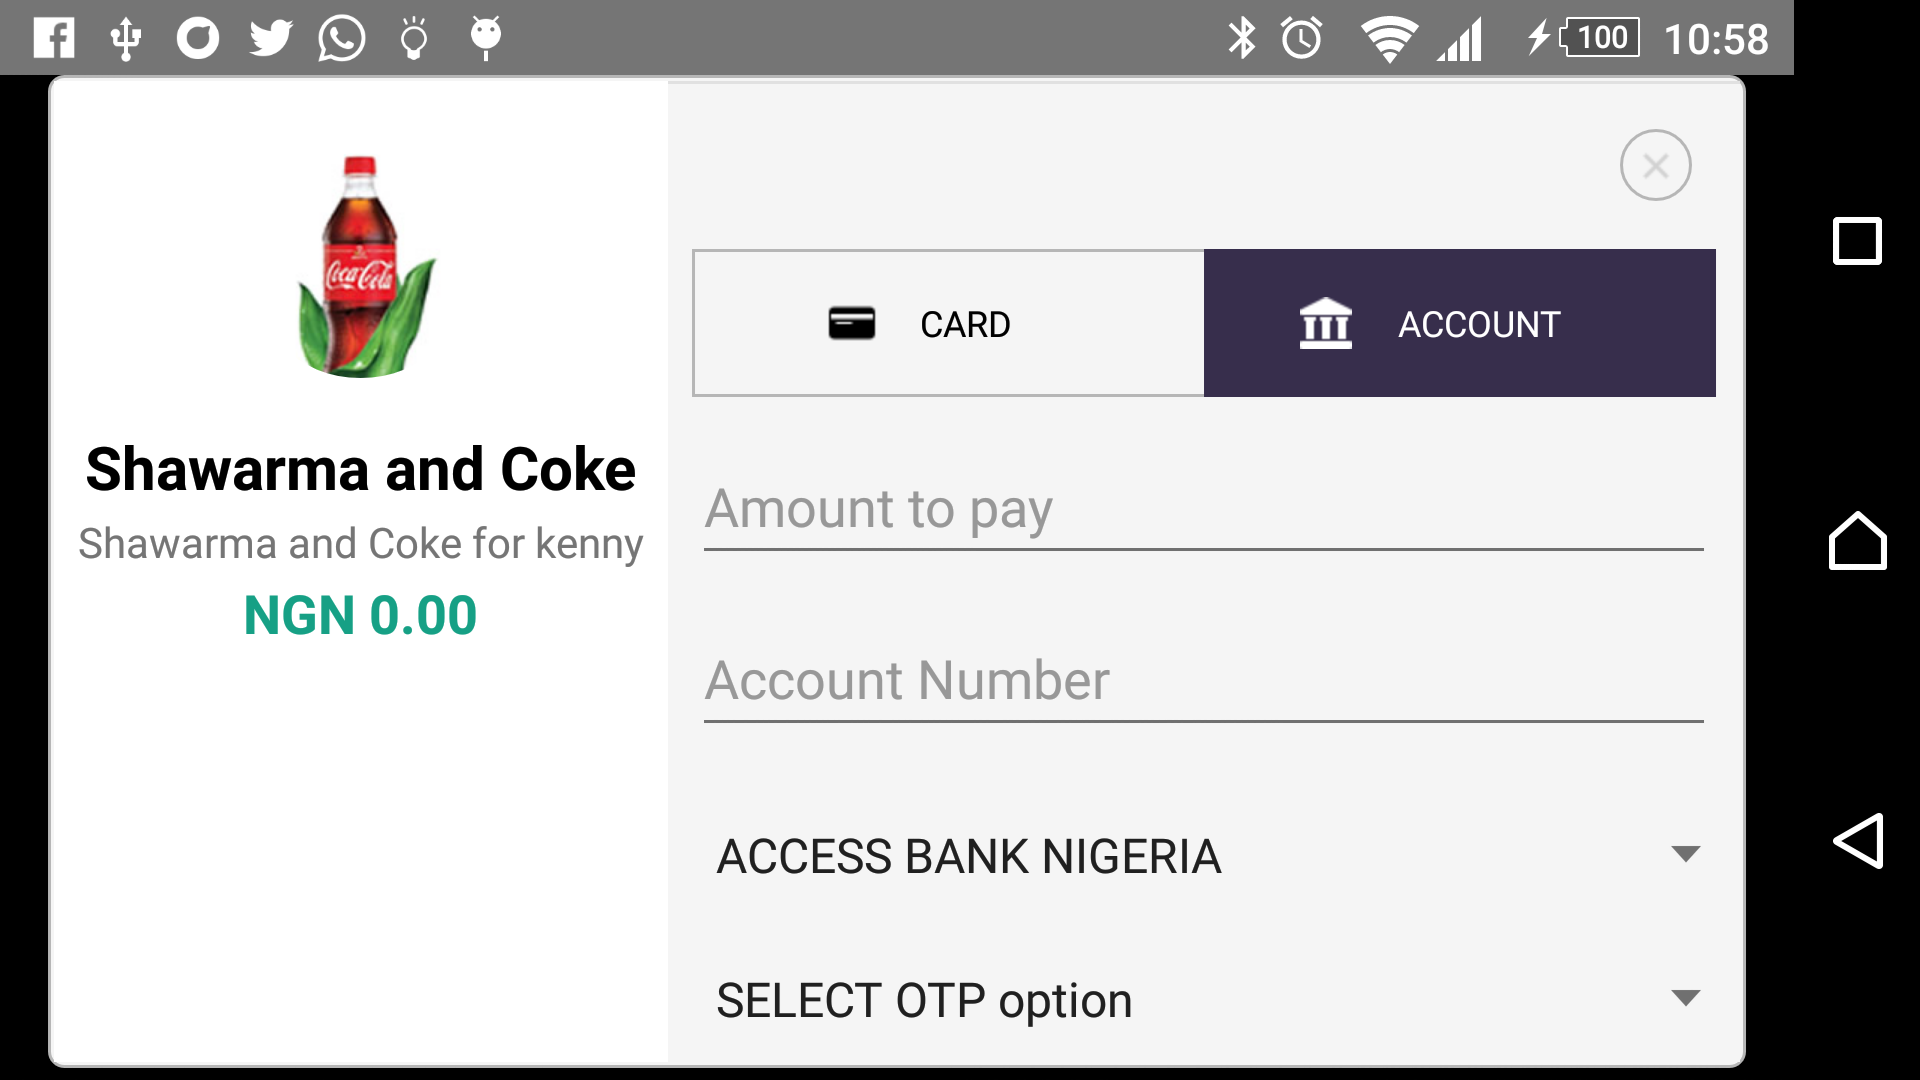 100 10:58
Coca-Cola
Shawarma and Coke
Shawarma and Coke for kenny
NGN 0.00
CARD
ACCOUNT
Amount to pay
Account Number
ACCESS BANK NIGERIA
SELECT OTP option